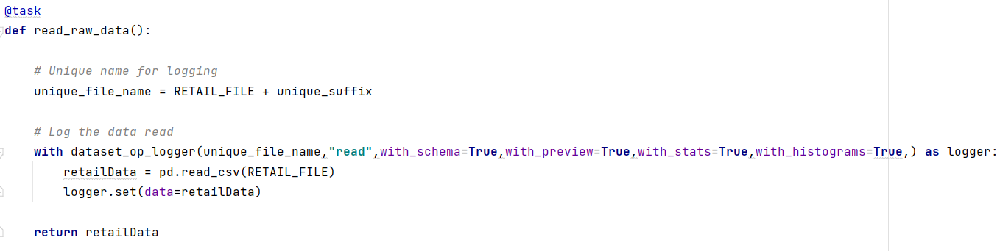 @task
def read_raw_data():
# Unique name for logging
unique_file_name = RETAIL_FILE + unique_suffix
# Log the data read
with dataset_op_logger(unique_file_name,"read",with_schema=True,with_preview=True,with_stats=True,with_histograms=True,) as logger:
retailData = pd.read_csv(RETAIL_FILE)
logger.set(data=retailData)
return retailData